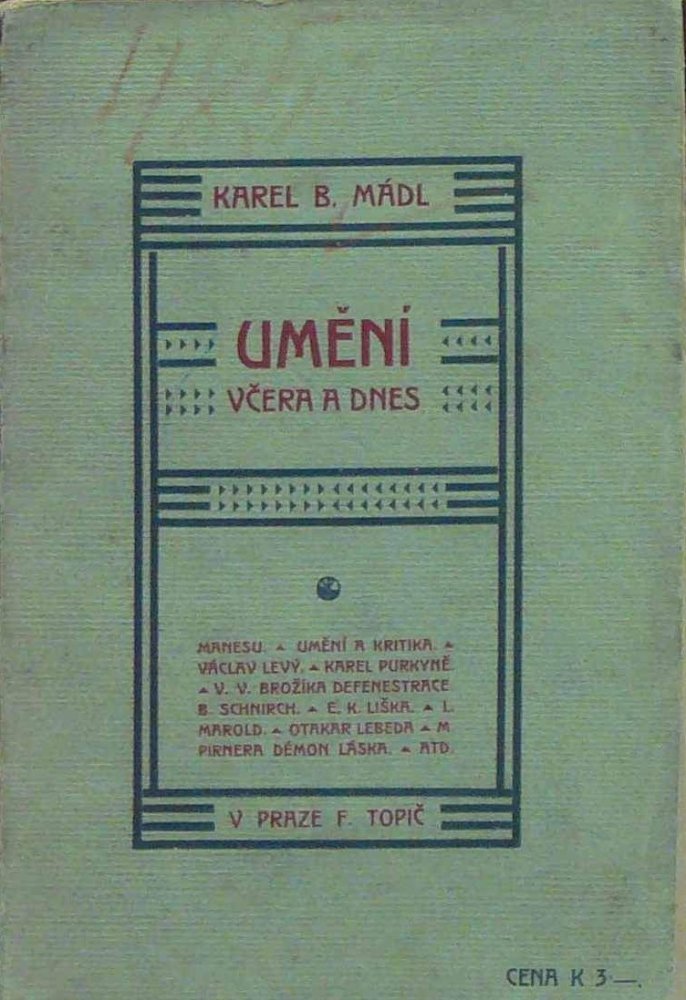 KAREL B. MÁDL
UMĚNÍ
VČERA A DNES
MANESU. ▲ UMĚNÍ A KRITIKA. ▲
VÁCLAV LEVÝ. ▲ KAREL PURKYNĚ.
▲ V. V. BROŽÍKA DEFENESTRACE
B. SCHNIRCH. ▲ E. K. LIŠKA. ▲ L.
MAROLD. ▲ OTAKAR LEBEDA ▲ M
PIRNERA DÉMON LÁSKA. ▲ ATD.
V PRAZE F. TOPIČ
CENA K 3·—.